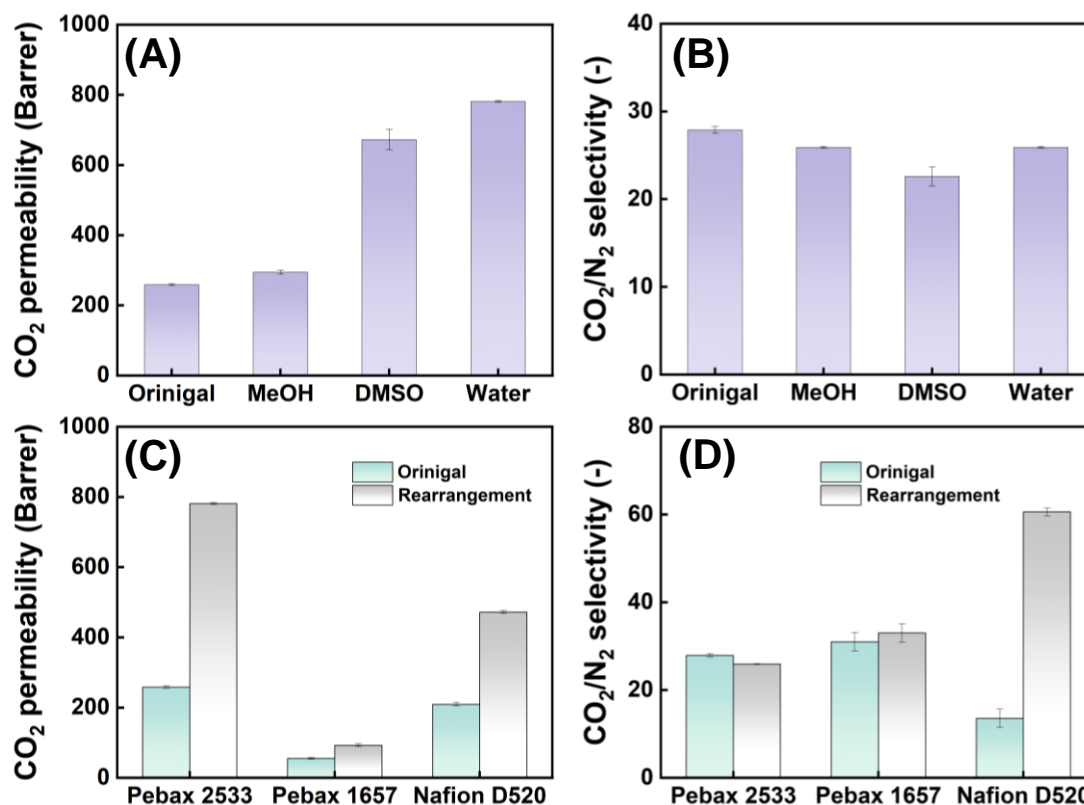 (A)
CO₂ permeability (Barrer)
1000
800
600
400
200
0
Orinigal MeOH DMSO Water
(B)
CO₂/N₂ selectivity (-)
40
30
20
10
0
Orinigal MeOH DMSO Water
(C)
CO₂ permeability (Barrer)
1000
800
600
400
200
0
Orinigal
Rearrangement
Pebax 2533 Pebax 1657 Nafion D520
(D)
CO₂/N₂ selectivity (-)
80
60
40
20
0
Orinigal
Rearrangement
Pebax 2533 Pebax 1657 Nafion D520